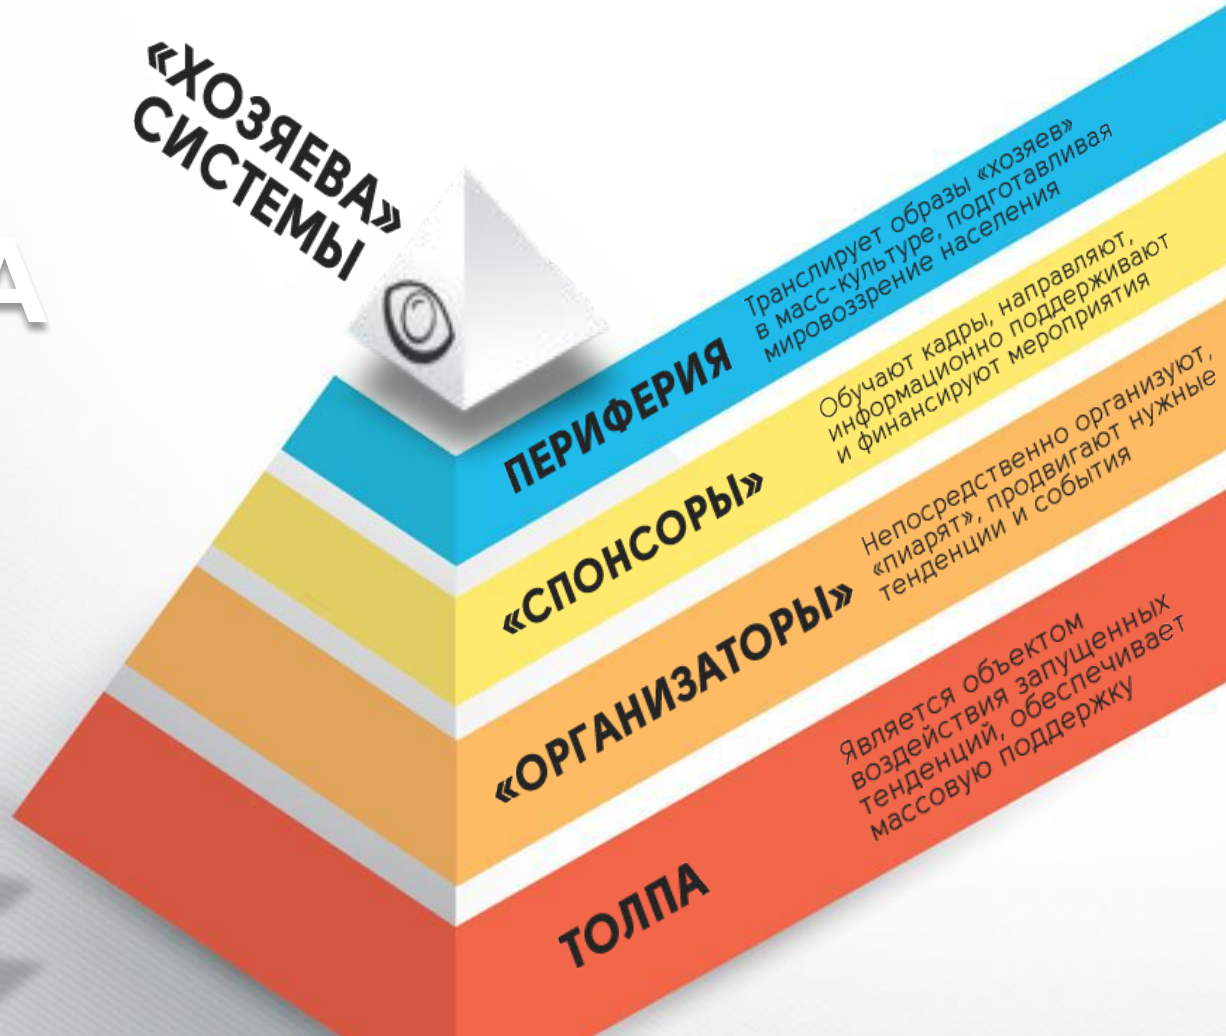 «ХОЗЯЕВА»
СИСТЕМЫ
А
ПЕРИФЕРИЯ
Транслирует образы «хозяев»
в масс-культуре, подготавливая
мировоззрение населения
«СПОНСОРЫ»
Обучают кадры, направляют,
информационно поддерживают
и финансируют мероприятия
«ОРГАНИЗАТОРЫ»
Непосредственно организуют,
«пиарят», продвигают нужные
тенденции и события
ТОЛПА
Является объектом
воздействия запущенных
тенденций, обеспечивает
массовую поддержку